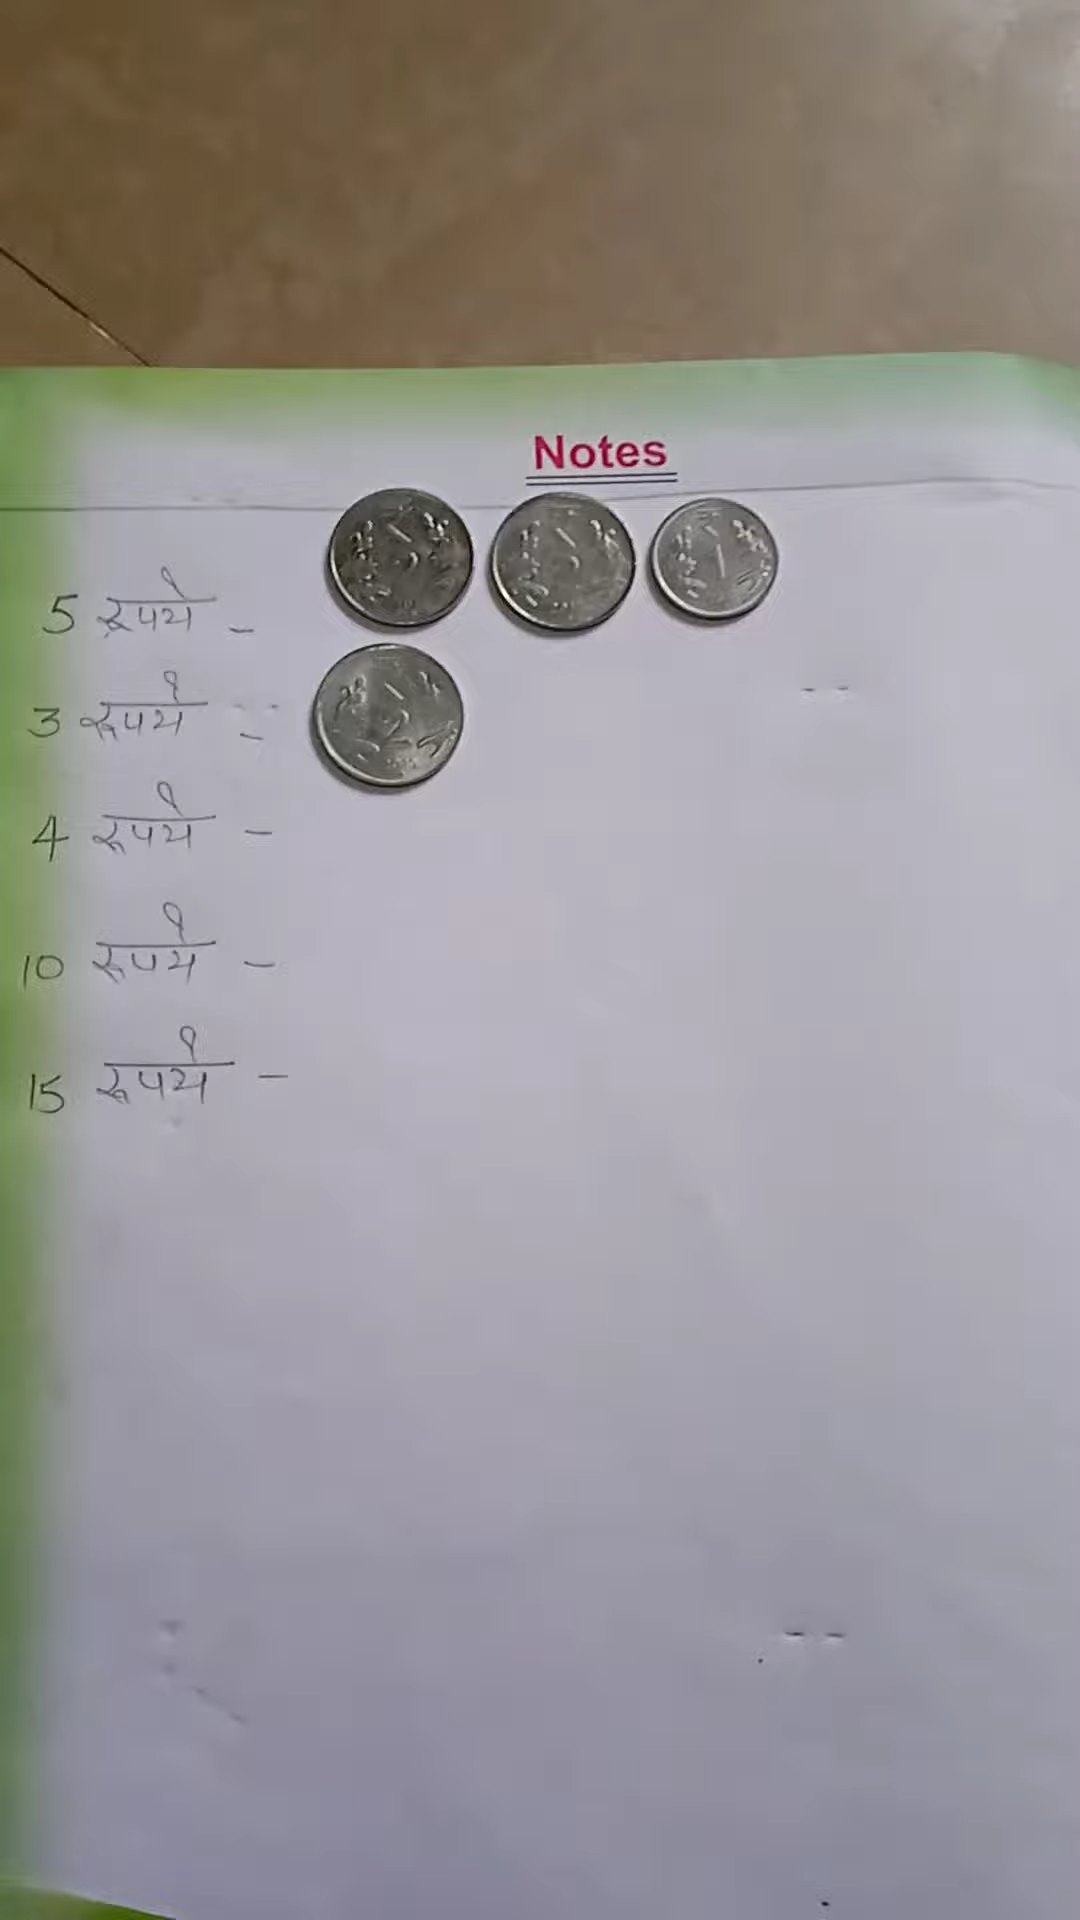 Notes
5 रूपये -
3 रूपये -
4 रूपये -
10 रूपये -
15 रूपये -